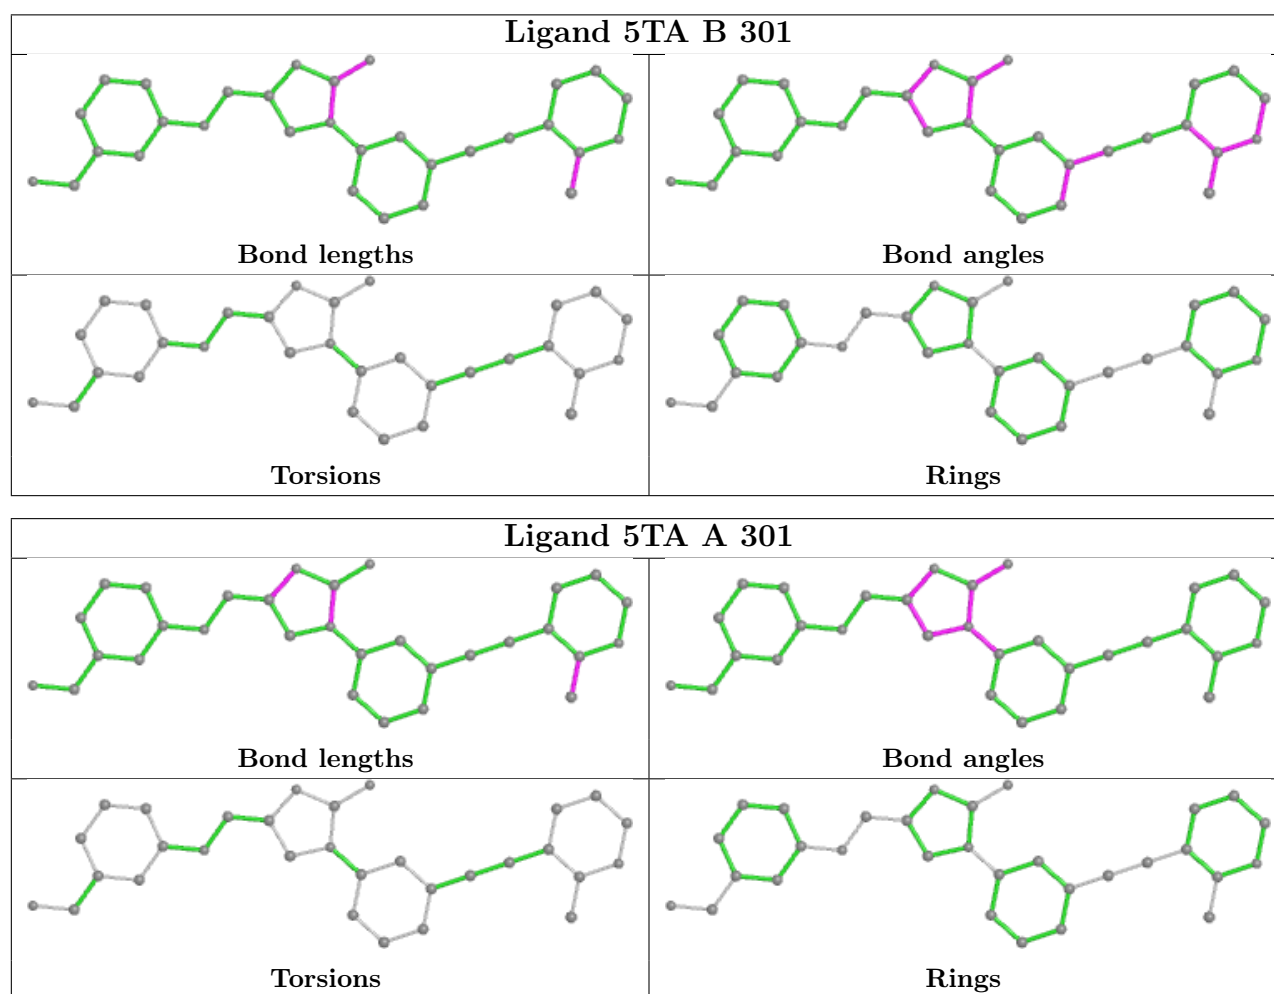 Ligand 5TA B 301
Bond lengths
Bond angles
Torsions
Rings
Ligand 5TA A 301
Bond lengths
Bond angles
Torsions
Rings